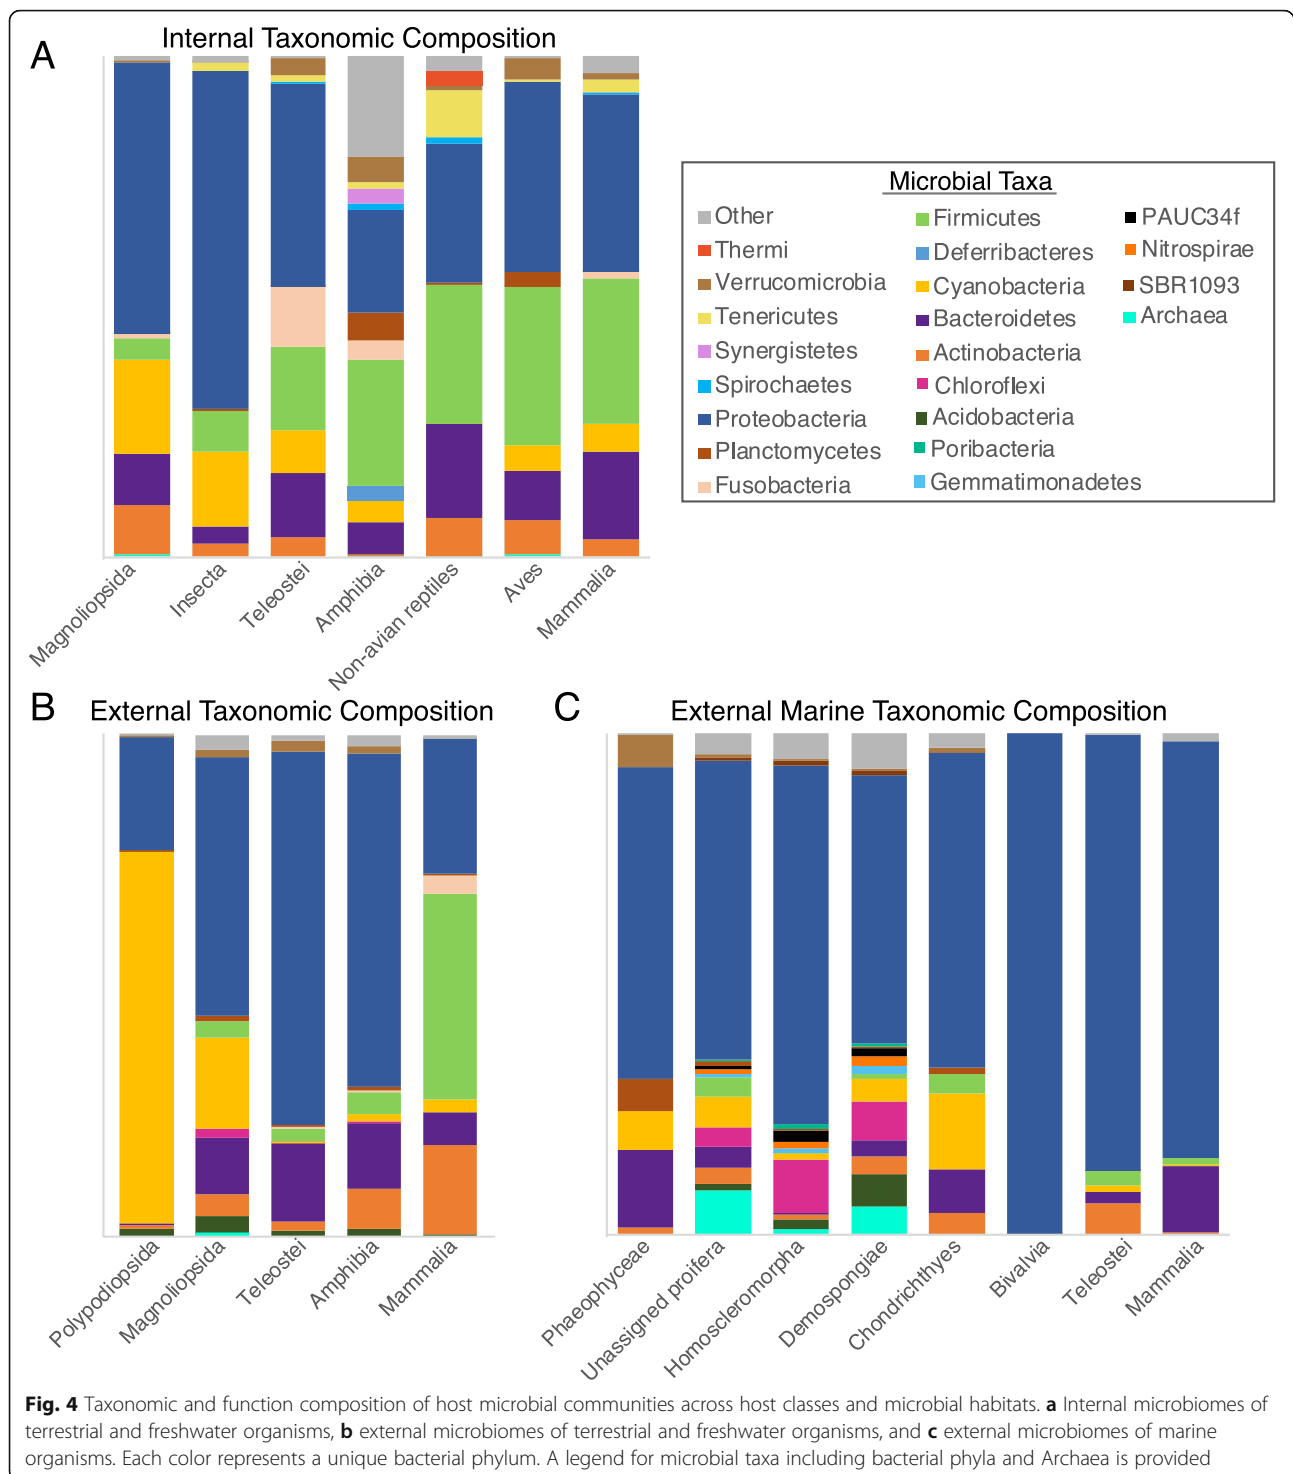 A
Internal Taxonomic Composition
Magnoliopsida
Insecta
Teleostei
Amphibia
Non-avian reptiles
Aves
Mammalia
Microbial Taxa
Other
Thermi
Verrucomicrobia
Tenericutes
Synergistetes
Spirochaetes
Proteobacteria
Planctomycetes
Fusobacteria
Firmicutes
Deferribacteres
Cyanobacteria
Bacteroidetes
Actinobacteria
Chloroflexi
Acidobacteria
Poribacteria
Gemmatimonadetes
PAUC34f
Nitrospirae
SBR1093
Archaea
B
External Taxonomic Composition
Polypodiopsida
Magnoliopsida
Teleostei
Amphibia
Mammalia
C
External Marine Taxonomic Composition
Phaeophyceae
Unassigned proifera
Homoscleromorpha
Demospongiae
Chondrichthyes
Bivalvia
Teleostei
Mammalia
Fig. 4 Taxonomic and function composition of host microbial communities across host classes and microbial habitats. a Internal microbiomes of
terrestrial and freshwater organisms, b external microbiomes of terrestrial and freshwater organisms, and c external microbiomes of marine
organisms. Each color represents a unique bacterial phylum. A legend for microbial taxa including bacterial phyla and Archaea is provided